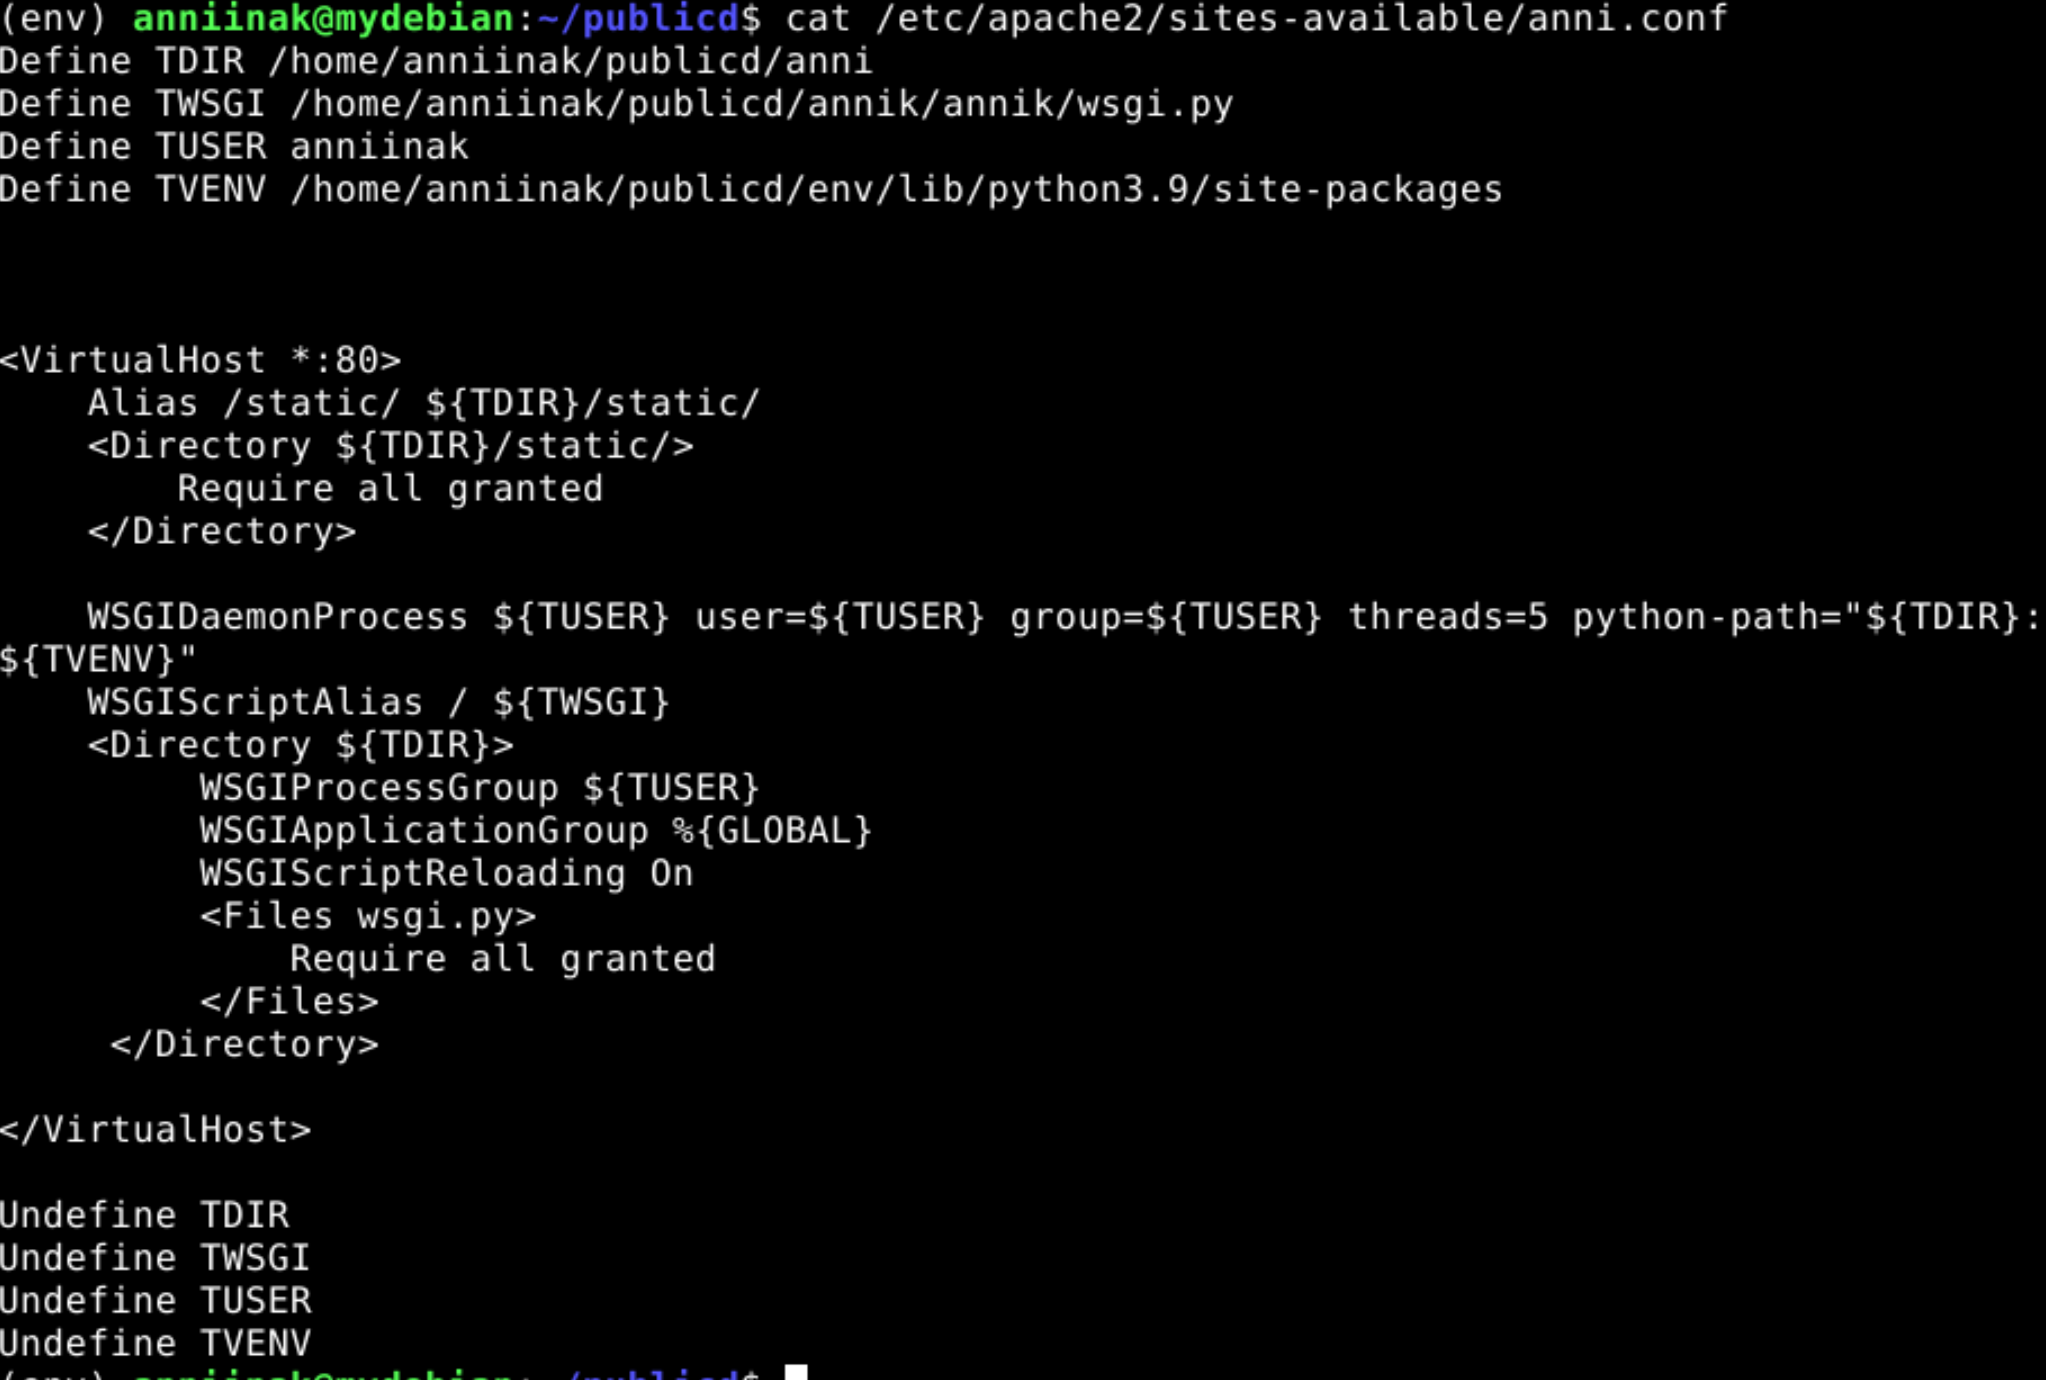 (env) anniinak@mydebian:~/publicd$ cat /etc/apache2/sites-available/anni.conf
Define TDIR /home/anniinak/publicd/anni
Define TWSGI /home/anniinak/publicd/annik/annik/wsgi.py
Define TUSER anniinak
Define TVENV /home/anniinak/publicd/env/lib/python3.9/site-packages
<VirtualHost *:80>
    Alias /static/ ${TDIR}/static/
    <Directory ${TDIR}/static/>
        Require all granted
    </Directory>
    WSGIDaemonProcess ${TUSER} user=${TUSER} group=${TUSER} threads=5 python-path="${TDIR}:
${TVENV}"
    WSGIScriptAlias / ${TWSGI}
    <Directory ${TDIR}>
         WSGIProcessGroup ${TUSER}
         WSGIApplicationGroup %{GLOBAL}
         WSGIScriptReloading On
         <Files wsgi.py>
             Require all granted
         </Files>
     </Directory>
</VirtualHost>
Undefine TDIR
Undefine TWSGI
Undefine TUSER
Undefine TVENV
(env) anniinak@mydebian:~/publicd$